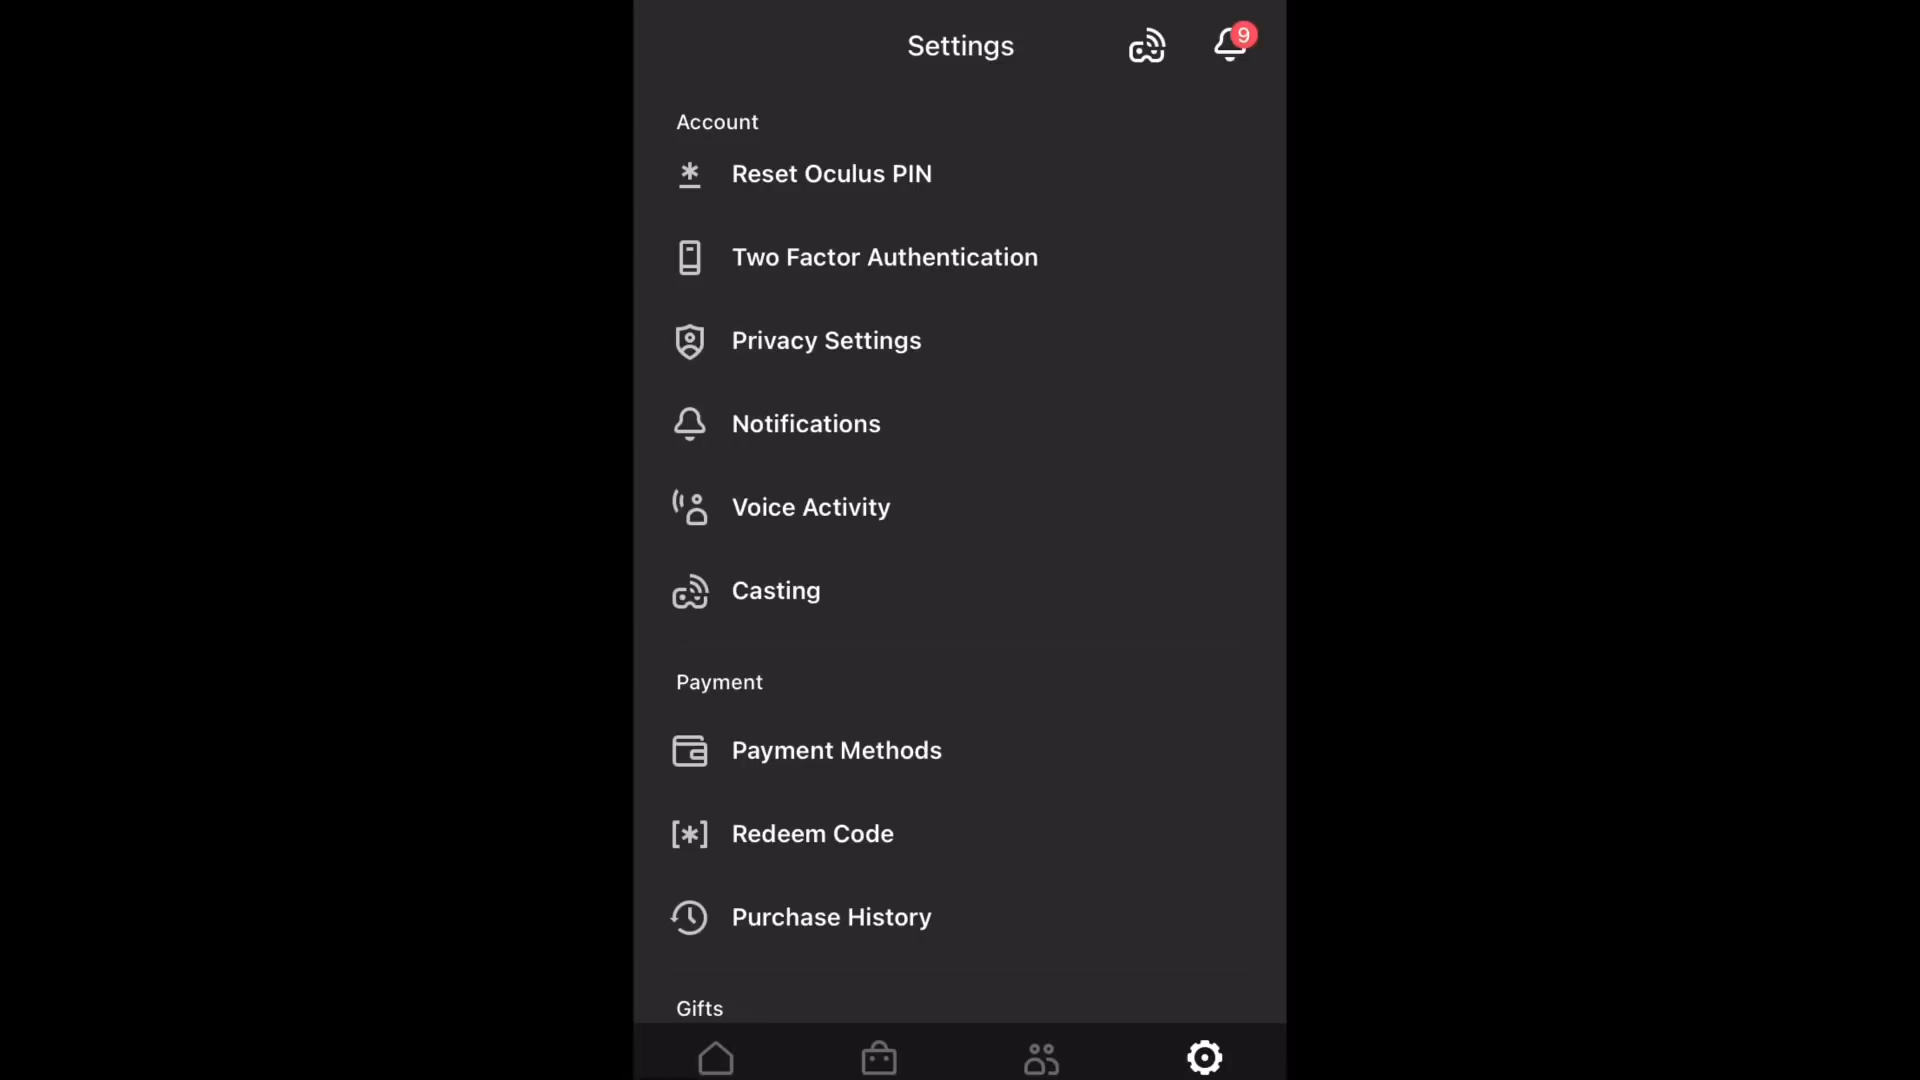 Settings
9
Account
Reset Oculus PIN
Two Factor Authentication
Privacy Settings
Notifications
Voice Activity
Casting
Payment
Payment Methods
Redeem Code
Purchase History
Gifts